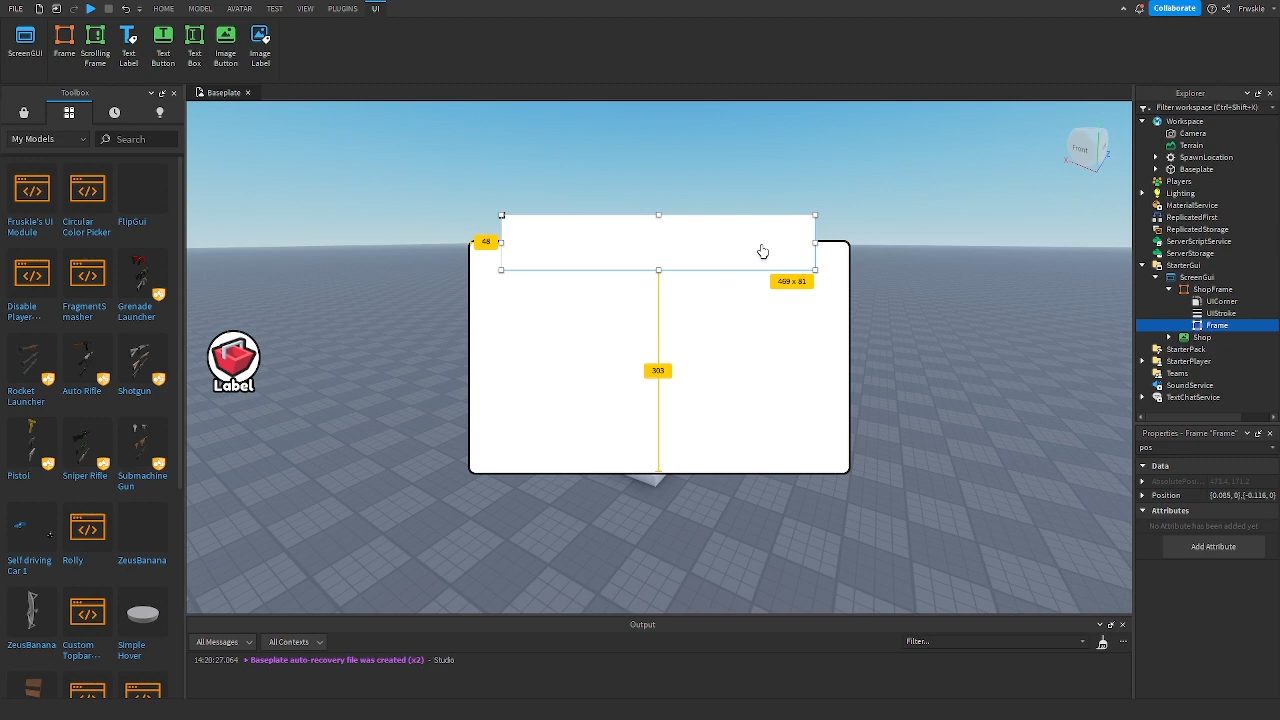 FILE HOME MODEL AVATAR TEST VIEW PLUGINS UI Collaborate Frwskle
ScreenGUI Frame Scrolling Frame Text Label Text Button Text Box Image Button Image Label
Toolbox
Baseplate
Explorer
Filter workspace (Ctrl+Shift+X)
My Models
Search
Fruskle's UI Module
Circular Color Picker
FlipGui
Disable Player-...
FragmentSmasher
Grenade Launcher
Rocket Launcher
Auto Rifle
Shotgun
Pistol
Sniper Rifle
Submachine Gun
Self driving Car 1
Rolly
ZeusBanana
ZeusBanana
Custom Topbar...
Simple Hover
Label
48
469 x 81
303
Front
X
Z
Workspace
Camera
Terrain
SpawnLocation
Baseplate
Players
Lighting
MaterialService
ReplicatedFirst
ReplicatedStorage
ServerScriptService
ServerStorage
StarterGui
ScreenGui
ShopFrame
UICorner
UIStroke
Frame
Shop
StarterPack
StarterPlayer
Teams
SoundService
TextChatService
Properties - Frame "Frame"
pos
Data
AbsolutePosi... 473.4, 171.2
Position {0.085, 0},{-0.116, 0}
Attributes
No Attribute has been added yet
Add Attribute
Output
All Messages All Contexts Filter...
14:20:27.064 Baseplate auto-recovery file was created (x2) - Studio